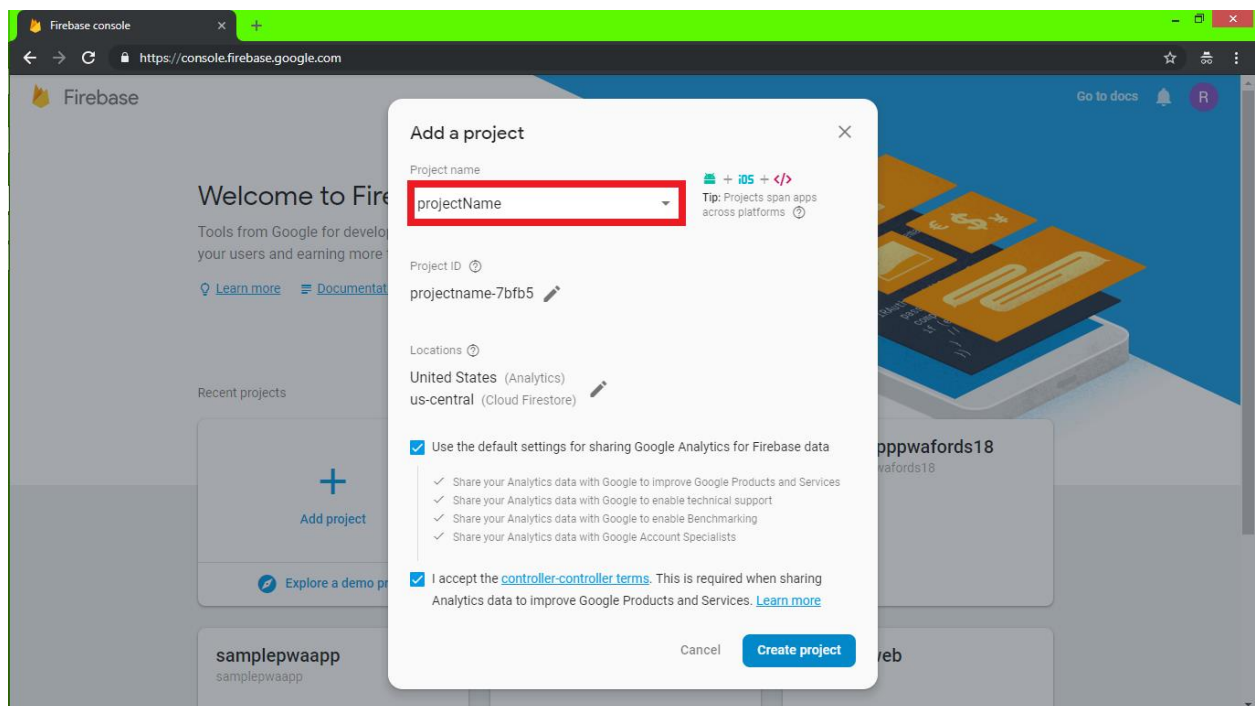 Firebase console
https://console.firebase.google.com
Firebase
Go to docs
R
Add a project
Project name
projectName
+ iOS + </>
Tip: Projects span apps
across platforms
Welcome to Fire
Tools from Google for develop
your users and earning more
Learn more
Documentat
Project ID
projectname-7bfb5
Locations
United States (Analytics)
us-central (Cloud Firestore)
Recent projects
Use the default settings for sharing Google Analytics for Firebase data
Share your Analytics data with Google to improve Google Products and Services
Share your Analytics data with Google to enable technical support
Share your Analytics data with Google to enable Benchmarking
Share your Analytics data with Google Account Specialists
I accept the controller-controller terms. This is required when sharing
Analytics data to improve Google Products and Services. Learn more
Cancel
Create project
Add project
Explore a demo pr
pppwafords18
wafords18
samplepwaapp
samplepwaapp
web